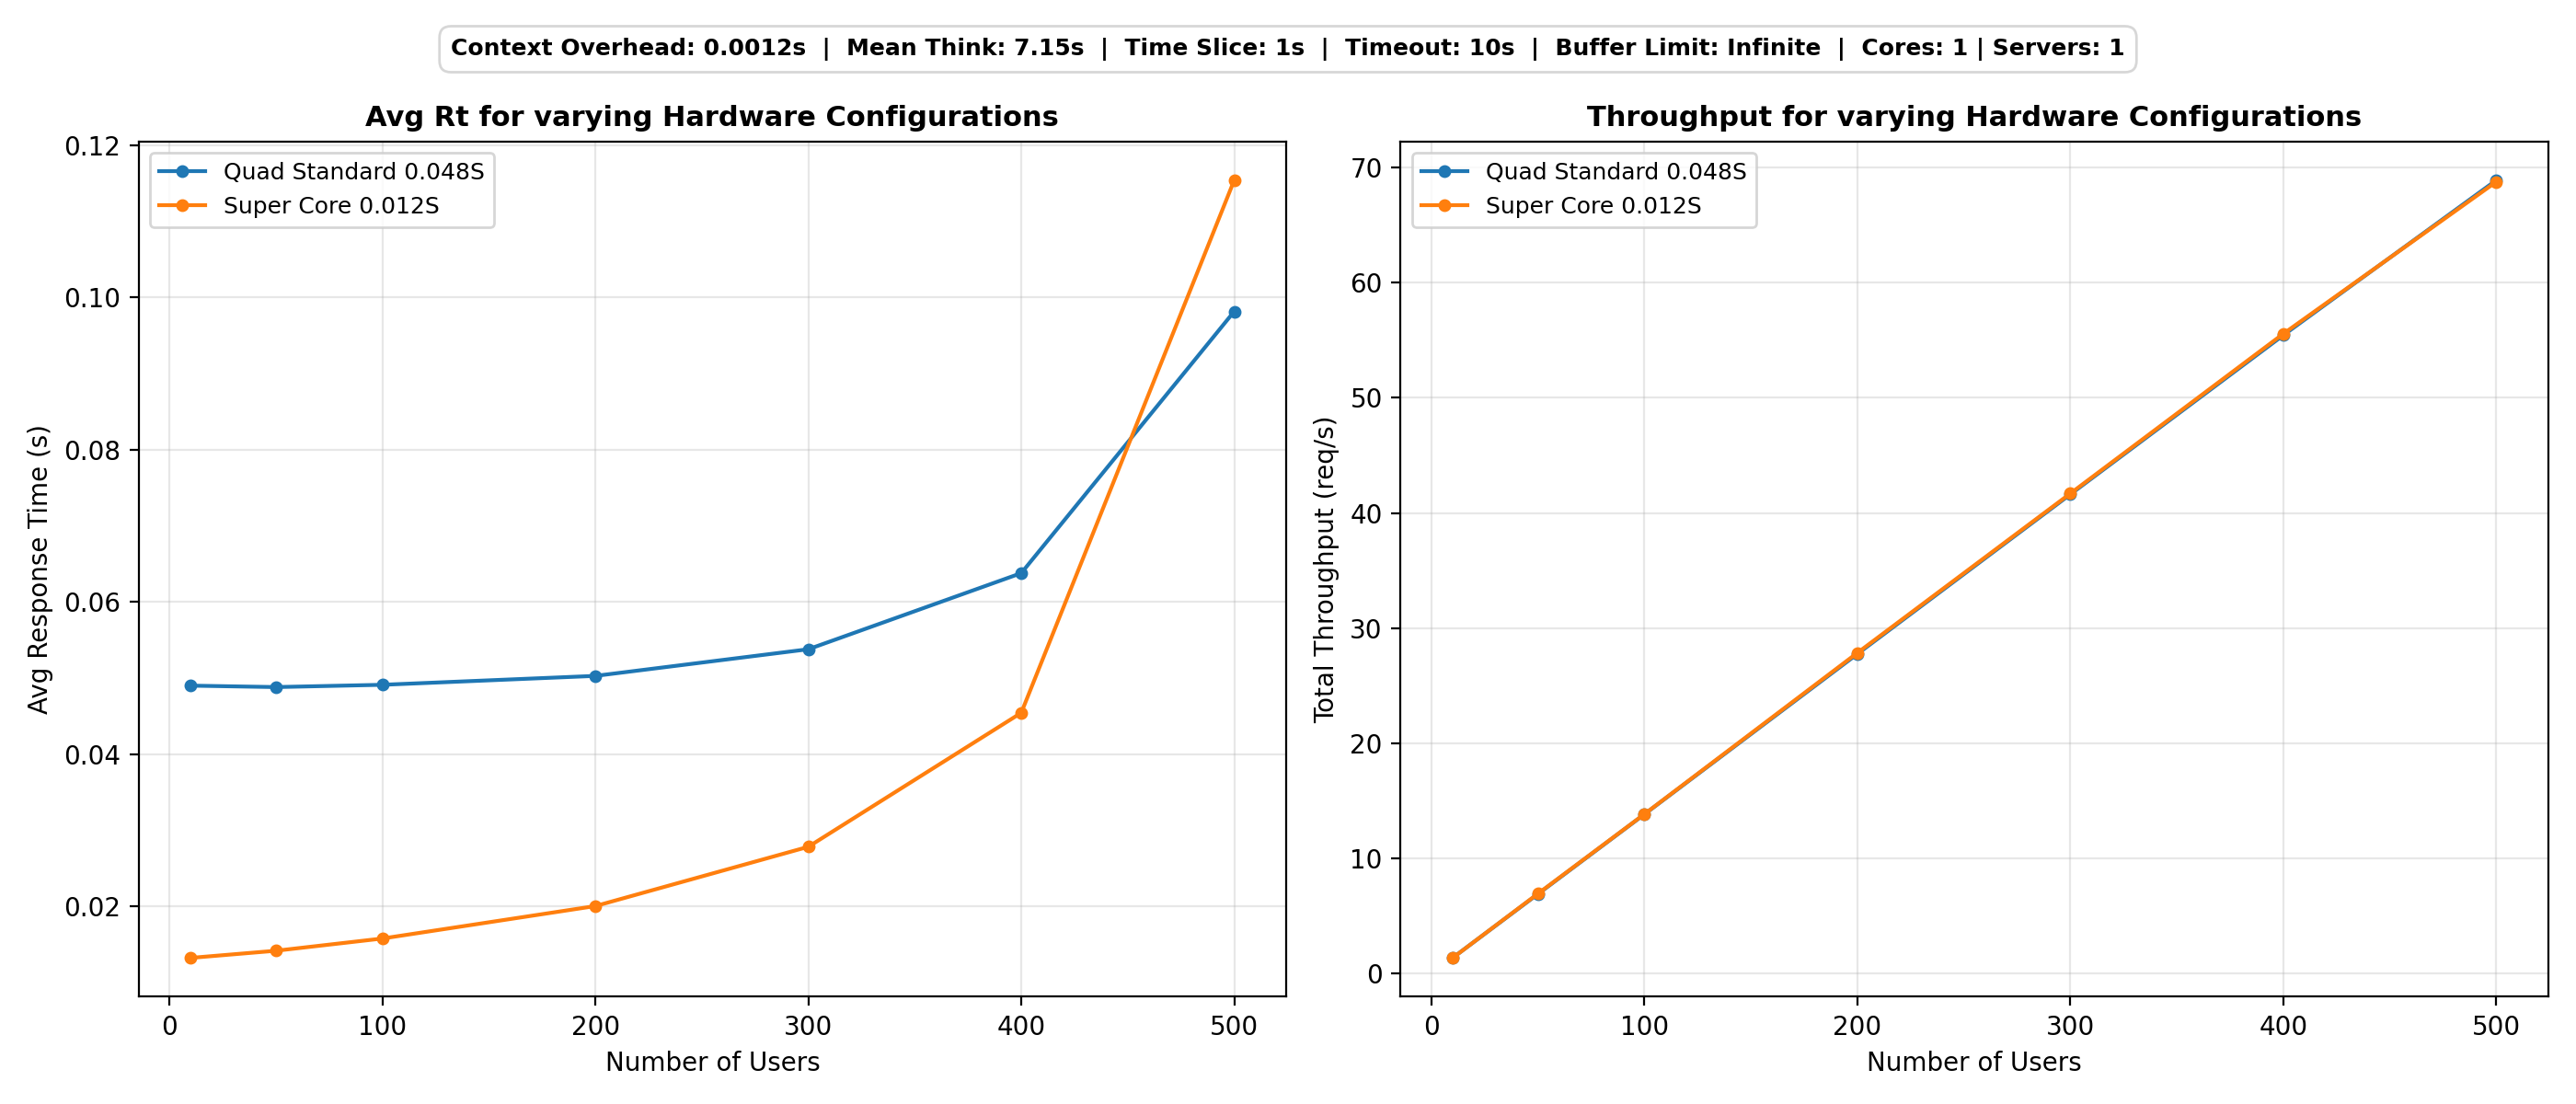 Context Overhead: 0.0012s | Mean Think: 7.15s | Time Slice: 1s | Timeout: 10s | Buffer Limit: Infinite | Cores: 1 | Servers: 1
Avg Rt for varying Hardware Configurations
Quad Standard 0.048S
Super Core 0.012S
Avg Response Time (s)
0.12
0.10
0.08
0.06
0.04
0.02
0 100 200 300 400 500
Number of Users
Throughput for varying Hardware Configurations
Quad Standard 0.048S
Super Core 0.012S
Total Throughput (req/s)
70
60
50
40
30
20
10
0
0 100 200 300 400 500
Number of Users